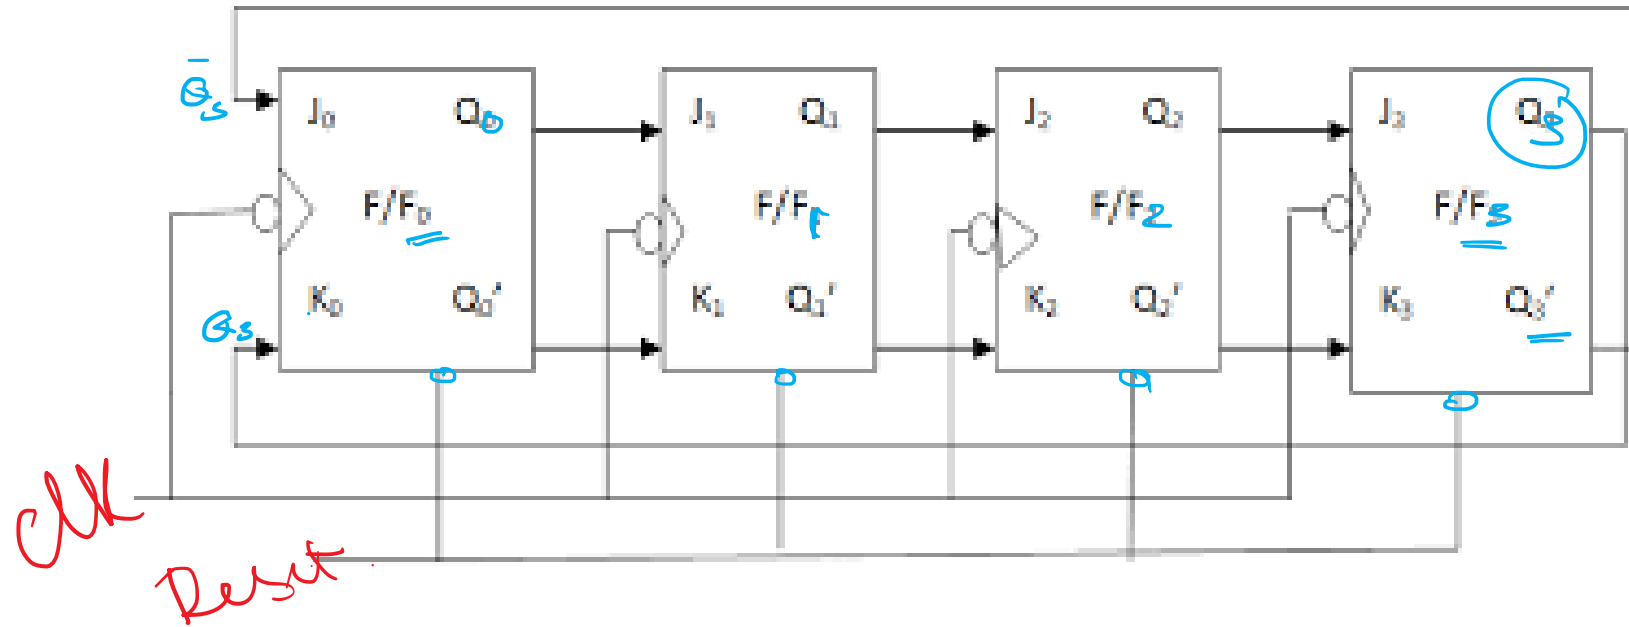 Q̄₃ J₀ Q₀ J₁ Q₁ J₂ Q₂ J₃ Q₃
F/F₀ F/F₁ F/F₂ F/F₃
Q₃ K₀ Q₀' K₁ Q₁' K₂ Q₂' K₃ Q₃'
Clk
Reset